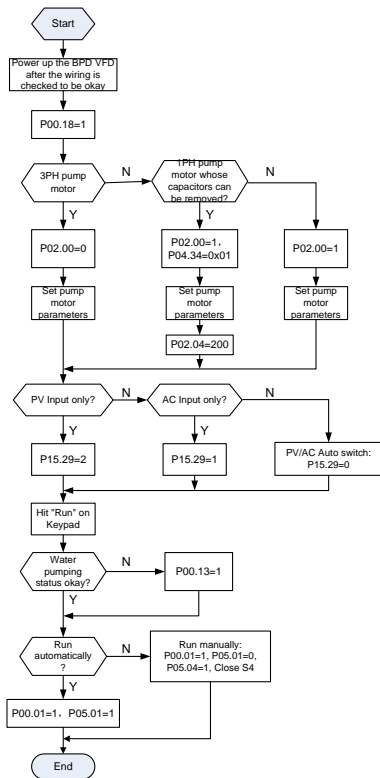 Start
Power up the BPD VFD
after the wiring is
checked to be okay
P00.18=1
3PH pump
motor
N
1PH pump
motor whose
capacitors can
be removed?
N
Y
Y
P02.00=0
P02.00=1，
P04.34=0x01
P02.00=1
Set pump
motor
parameters
Set pump
motor
parameters
Set pump
motor
parameters
P02.04=200
PV Input only?
N
AC Input only?
N
Y
Y
P15.29=2
P15.29=1
PV/AC Auto switch:
P15.29=0
Hit "Run" on
Keypad
Water
pumping
status okay?
N
P00.13=1
Y
Run
automatically
?
N
Run manually:
P00.01=1, P05.01=0,
P05.04=1, Close S4
Y
P00.01=1，P05.01=1
End